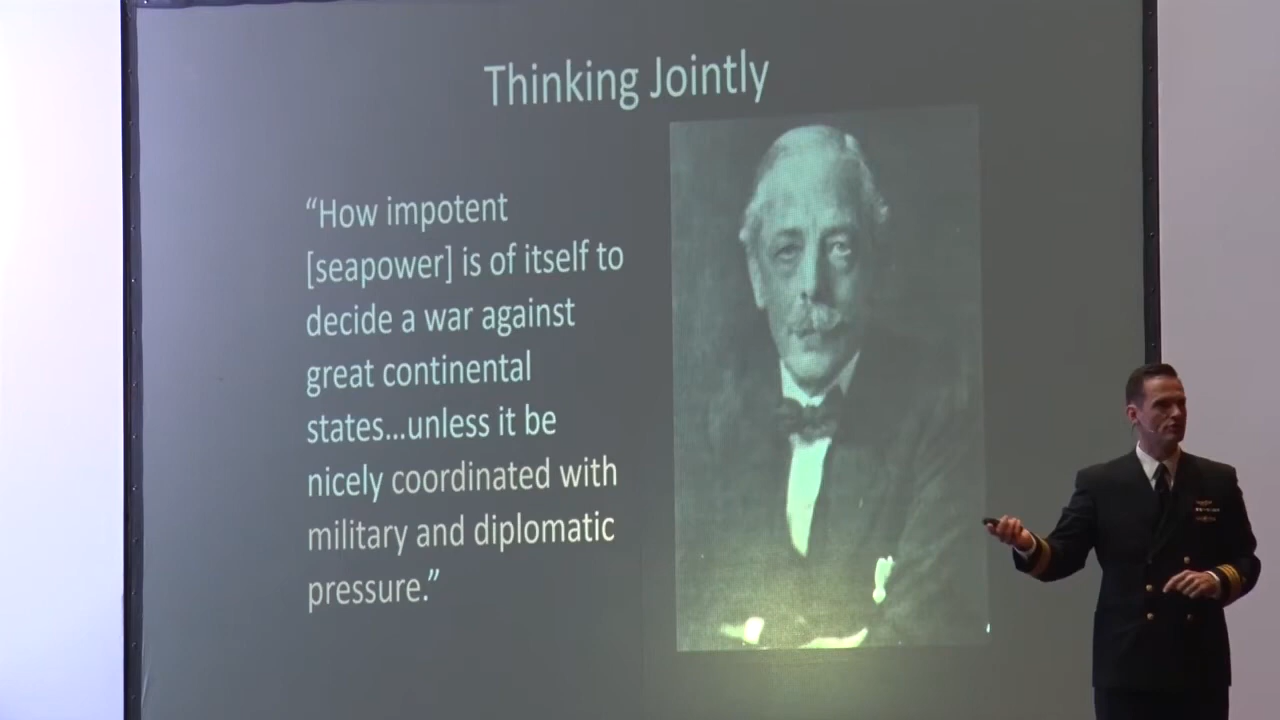 Thinking Jointly
“How impotent
[seapower] is of itself to
decide a war against
great continental
states...unless it be
nicely coordinated with
military and diplomatic
pressure.”